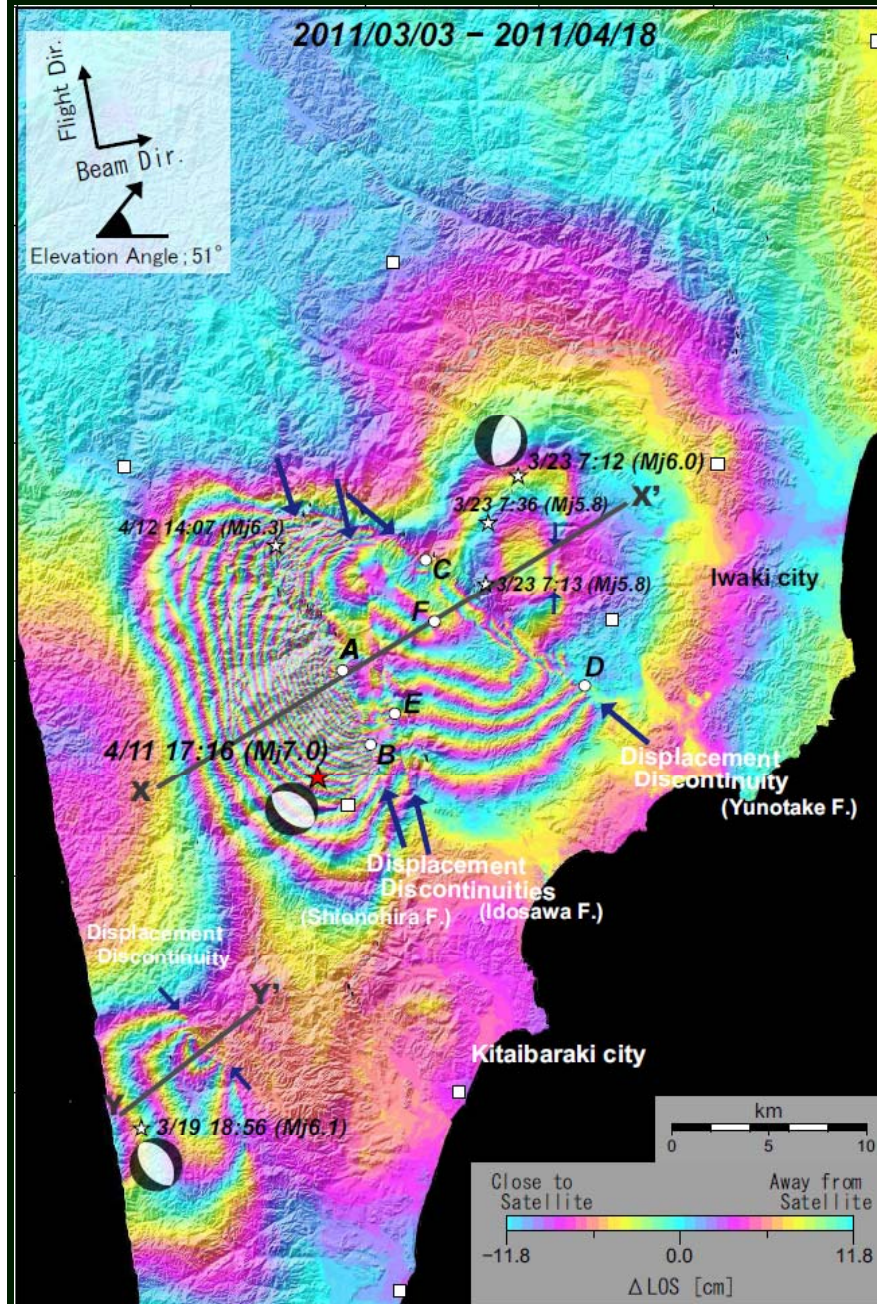 2011/03/03 – 2011/04/18
Flight Dir.
Beam Dir.
Elevation Angle ; 51°
3/23 7:12 (Mj6.0)
3/23 7:36 (Mj5.8)
X'
4/12 14:07 (Mj6.3)
C
3/23 7:13 (Mj5.8)
Iwaki city
F
A
D
E
4/11 17:16 (Mj7.0)
B
X
Displacement
Discontinuity
(Yunotake F.)
Displacement
Discontinuities
(Shionohira F.)
(Idosawa F.)
Displacement
Discontinuity
Y'
Kitaibaraki city
Y
3/19 18:56 (Mj6.1)
km
0 5 10
Close to
Satellite
Away from
Satellite
−11.8 0.0 11.8
ΔLOS [cm]